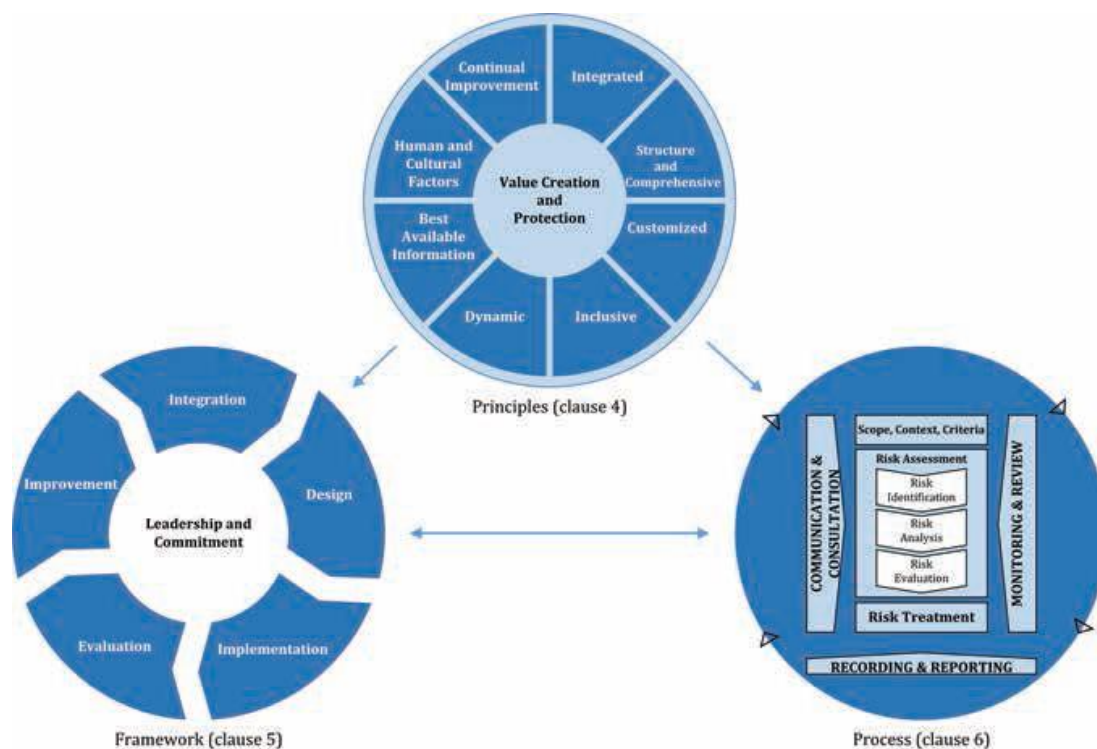 Continual
Improvement
Integrated
Human and
Cultural
Factors
Structure
and
Comprehensive
Value Creation
and
Protection
Best
Available
Information
Customized
Dynamic
Inclusive
Principles (clause 4)
Integration
Improvement
Design
Leadership and
Commitment
Evaluation
Implementation
Framework (clause 5)
Scope, Context, Criteria
Risk Assessment
Risk
Identification
Risk
Analysis
Risk
Evaluation
Risk Treatment
COMMUNICATION &
CONSULTATION
MONITORING & REVIEW
RECORDING & REPORTING
Process (clause 6)